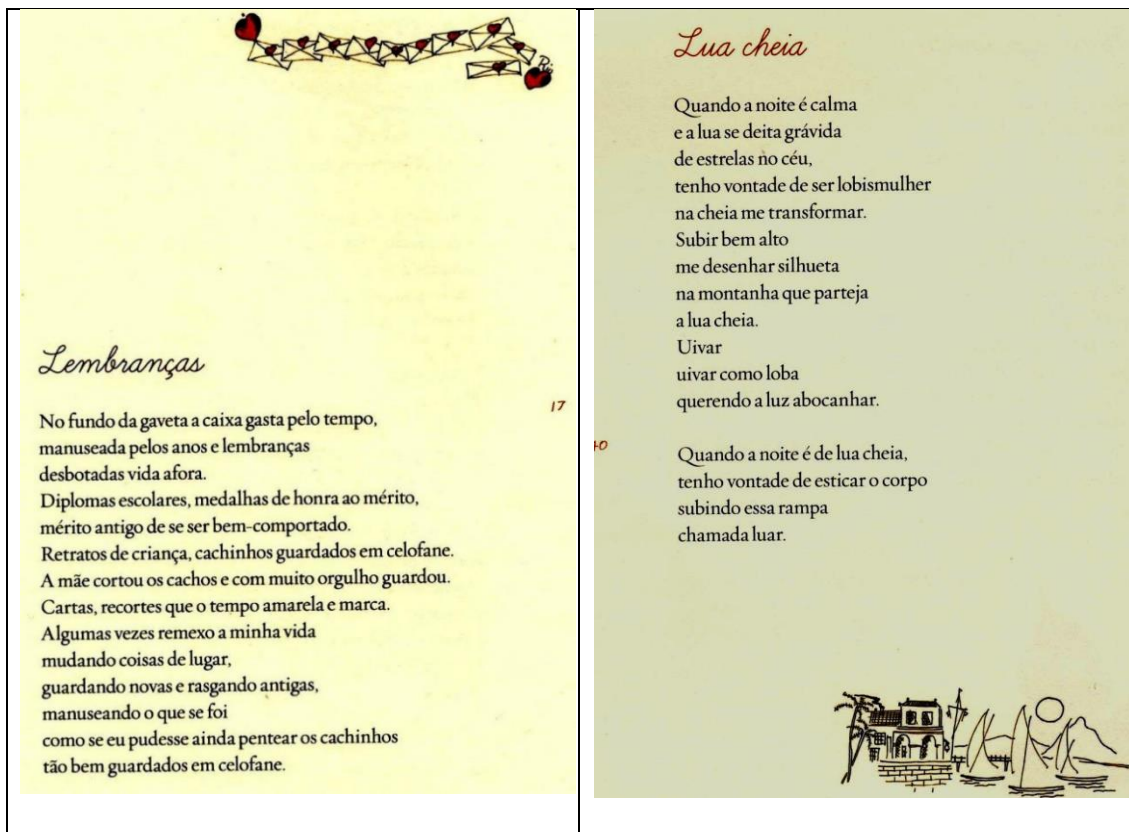 Lembranças
17
No fundo da gaveta a caixa gasta pelo tempo,
manuseada pelos anos e lembranças
desbotadas vida afora.
Diplomas escolares, medalhas de honra ao mérito,
mérito antigo de se ser bem-comportado.
Retratos de criança, cachinhos guardados em celofane.
A mãe cortou os cachos e com muito orgulho guardou.
Cartas, recortes que o tempo amarela e marca.
Algumas vezes remexo a minha vida
mudando coisas de lugar,
guardando novas e rasgando antigas,
manuseando o que se foi
como se eu pudesse ainda pentear os cachinhos
tão bem guardados em celofane.
Lua cheia
Quando a noite é calma
e a lua se deita grávida
de estrelas no céu,
tenho vontade de ser lobismulher
na cheia me transformar.
Subir bem alto
me desenhar silhueta
na montanha que parteja
a lua cheia.
Uivar
uivar como loba
querendo a luz abocanhar.
40
Quando a noite é de lua cheia,
tenho vontade de esticar o corpo
subindo essa rampa
chamada luar.